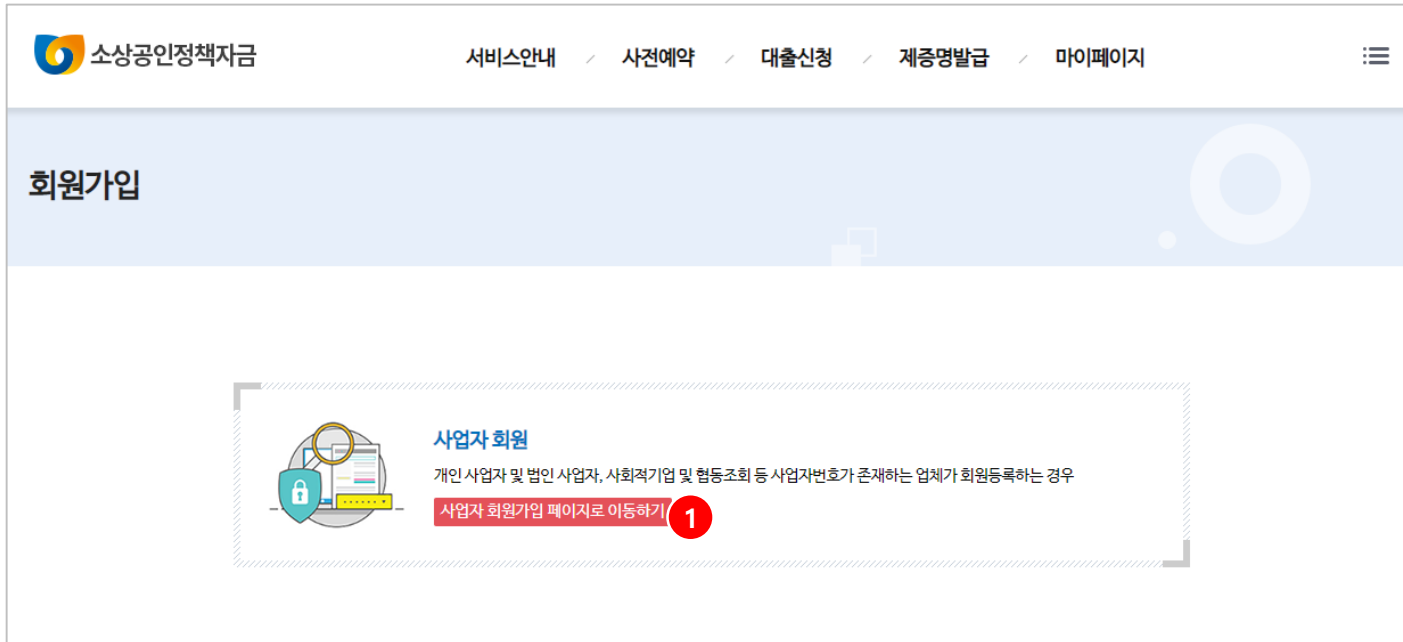 소상공인정책자금
서비스안내 / 사전예약 / 대출신청 / 제증명발급 / 마이페이지
회원가입
사업자 회원
개인 사업자 및 법인 사업자, 사회적기업 및 협동조회 등 사업자번호가 존재하는 업체가 회원등록하는 경우
사업자 회원가입 페이지로 이동하기 1